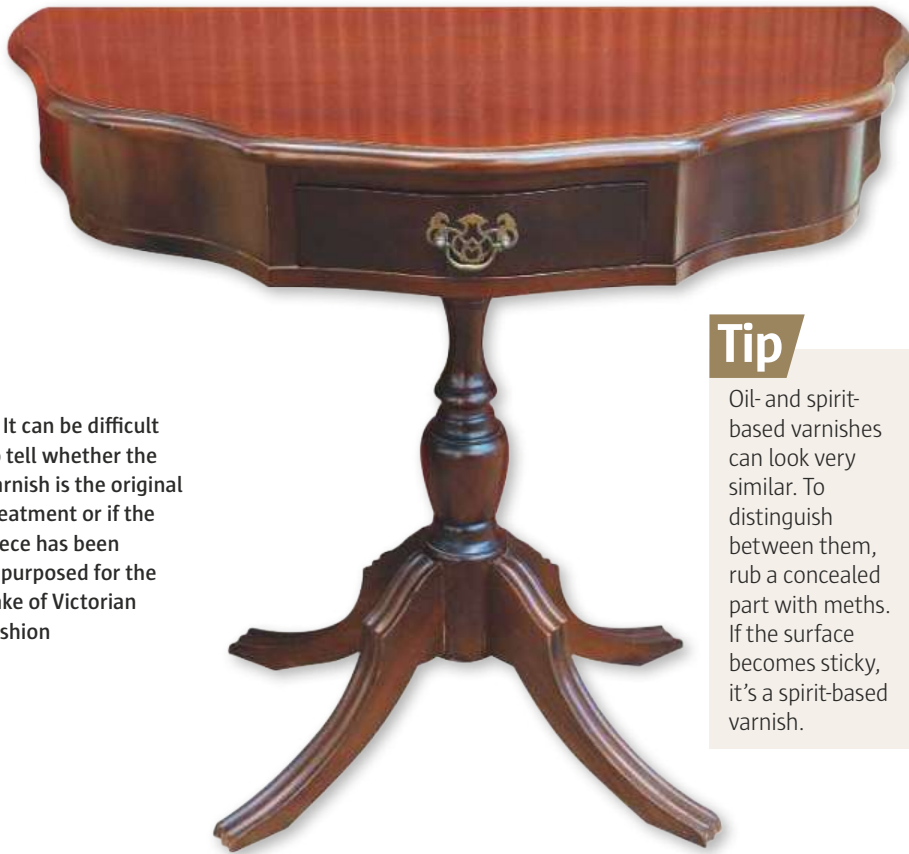 It can be difficult
tell whether the
varnish is the original
treatment or if the
piece has been
purposed for the
sake of Victorian
fashion
Tip
Oil- and spirit-
based varnishes
can look very
similar. To
distinguish
between them,
rub a concealed
part with meths.
If the surface
becomes sticky,
it's a spirit-based
varnish.